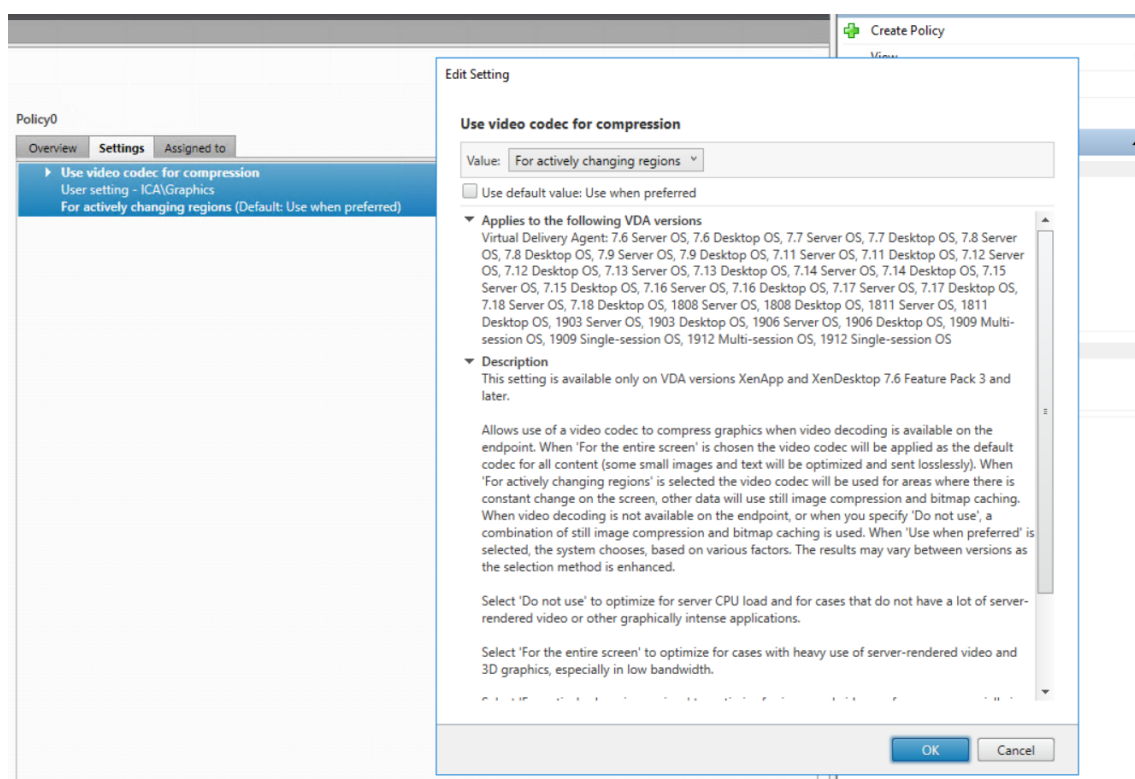 Create Policy
View
Edit Setting
Policy0
Overview Settings Assigned to
Use video codec for compression
User setting - ICA\Graphics
For actively changing regions (Default: Use when preferred)
Use video codec for compression
Value: For actively changing regions
Use default value: Use when preferred
Applies to the following VDA versions
Virtual Delivery Agent: 7.6 Server OS, 7.6 Desktop OS, 7.7 Server OS, 7.7 Desktop OS, 7.8 Server
OS, 7.8 Desktop OS, 7.9 Server OS, 7.9 Desktop OS, 7.11 Server OS, 7.11 Desktop OS, 7.12 Server
OS, 7.12 Desktop OS, 7.13 Server OS, 7.13 Desktop OS, 7.14 Server OS, 7.14 Desktop OS, 7.15
Server OS, 7.15 Desktop OS, 7.16 Server OS, 7.16 Desktop OS, 7.17 Server OS, 7.17 Desktop OS,
7.18 Server OS, 7.18 Desktop OS, 1808 Server OS, 1808 Desktop OS, 1811 Server OS, 1811
Desktop OS, 1903 Server OS, 1903 Desktop OS, 1906 Server OS, 1906 Desktop OS, 1909 Multi-
session OS, 1909 Single-session OS, 1912 Multi-session OS, 1912 Single-session OS
Description
This setting is available only on VDA versions XenApp and XenDesktop 7.6 Feature Pack 3 and
later.
Allows use of a video codec to compress graphics when video decoding is available on the
endpoint. When 'For the entire screen' is chosen the video codec will be applied as the default
codec for all content (some small images and text will be optimized and sent losslessly). When
'For actively changing regions' is selected the video codec will be used for areas where there is
constant change on the screen, other data will use still image compression and bitmap caching.
When video decoding is not available on the endpoint, or when you specify 'Do not use', a
combination of still image compression and bitmap caching is used. When 'Use when preferred' is
selected, the system chooses, based on various factors. The results may vary between versions as
the selection method is enhanced.
Select 'Do not use' to optimize for server CPU load and for cases that do not have a lot of server-
rendered video or other graphically intense applications.
Select 'For the entire screen' to optimize for cases with heavy use of server-rendered video and
3D graphics, especially in low bandwidth.
OK Cancel